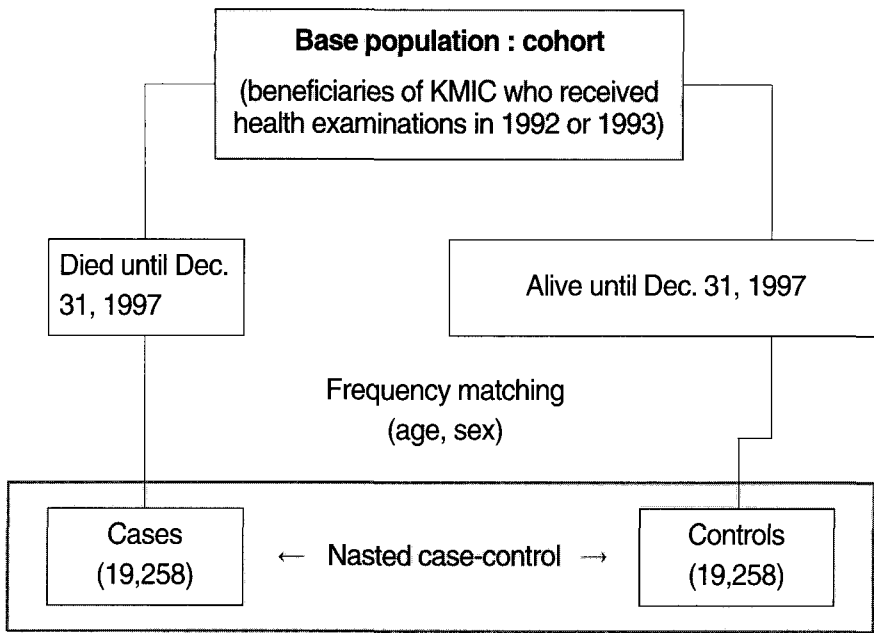 Base population : cohort
(beneficiaries of KMIC who received
health examinations in 1992 or 1993)
Died until Dec.
31, 1997
Alive until Dec. 31, 1997
Frequency matching
(age, sex)
Cases
(19,258)
← Nasted case-control →
Controls
(19,258)